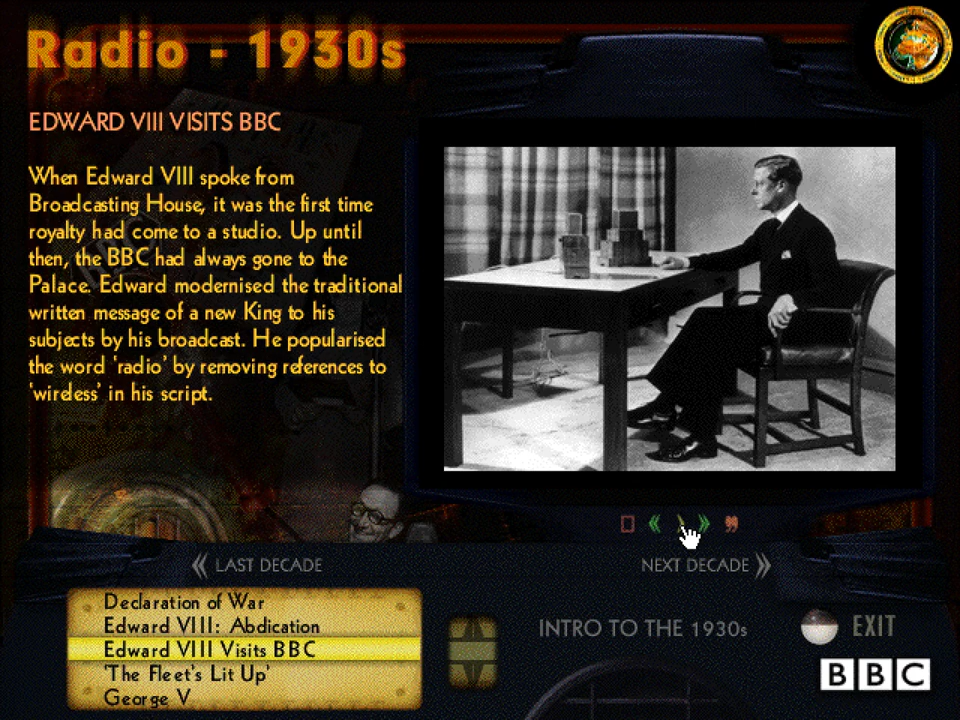 Radio - 1930s
EDWARD VIII VISITS BBC
When Edward VIII spoke from
Broadcasting House, it was the first time
royalty had come to a studio. Up until
then, the BBC had always gone to the
Palace. Edward modernised the traditional
written message of a new King to his
subjects by his broadcast. He popularised
the word 'radio' by removing references to
'wireless' in his script.
LAST DECADE
NEXT DECADE
Declaration of War
Edward VIII: Abdication
Edward VIII Visits BBC
'The Fleet's Lit Up'
George V
INTRO TO THE 1930s
EXIT
BBC